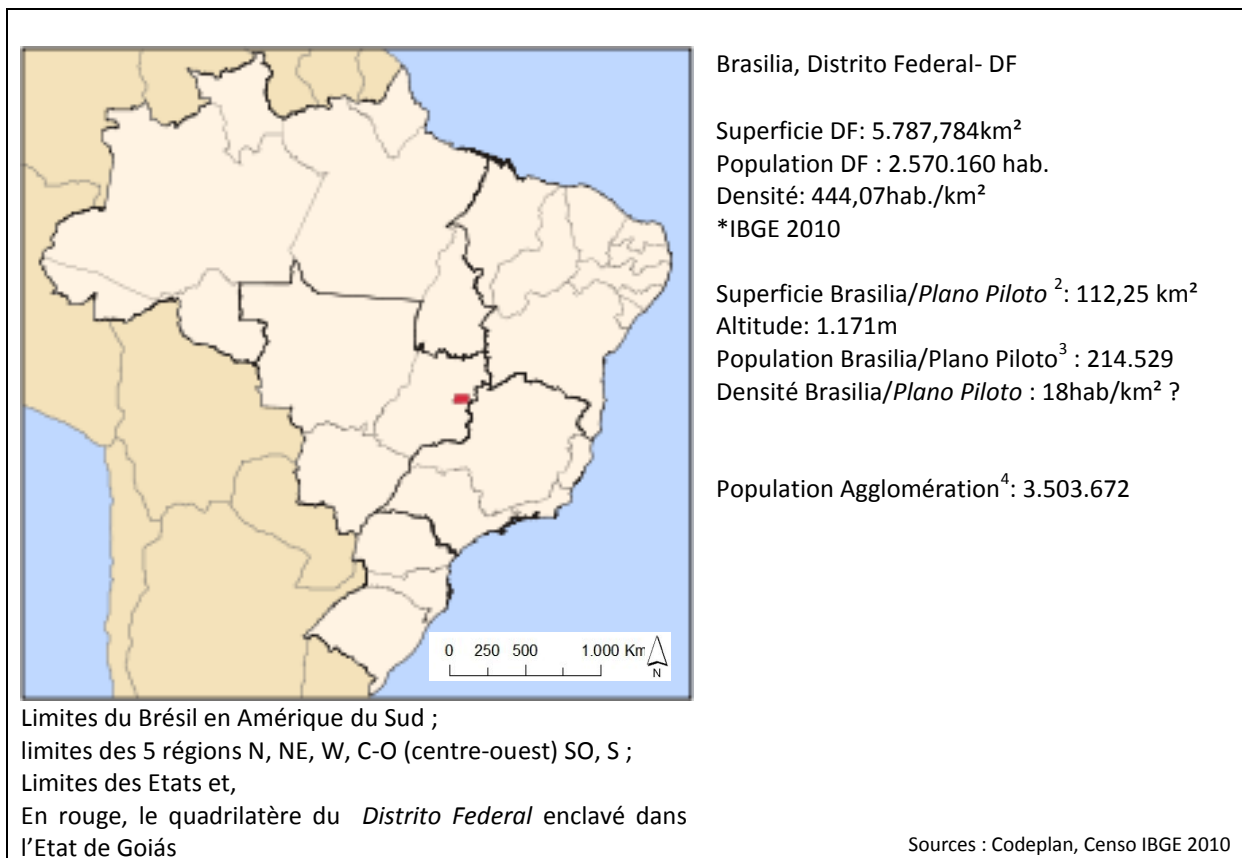 Brasilia, Distrito Federal- DF
Superficie DF: 5.787,784km²
Population DF : 2.570.160 hab.
Densité: 444,07hab./km²
*IBGE 2010
Superficie Brasilia/Plano Piloto ²: 112,25 km²
Altitude: 1.171m
Population Brasilia/Plano Piloto³ : 214.529
Densité Brasilia/Plano Piloto : 18hab/km² ?
Population Agglomération⁴: 3.503.672
0 250 500 1.000 Km
N
Limites du Brésil en Amérique du Sud ;
limites des 5 régions N, NE, W, C-O (centre-ouest) SO, S ;
Limites des Etats et,
En rouge, le quadrilatère du Distrito Federal enclavé dans
l’Etat de Goiás
Sources : Codeplan, Censo IBGE 2010